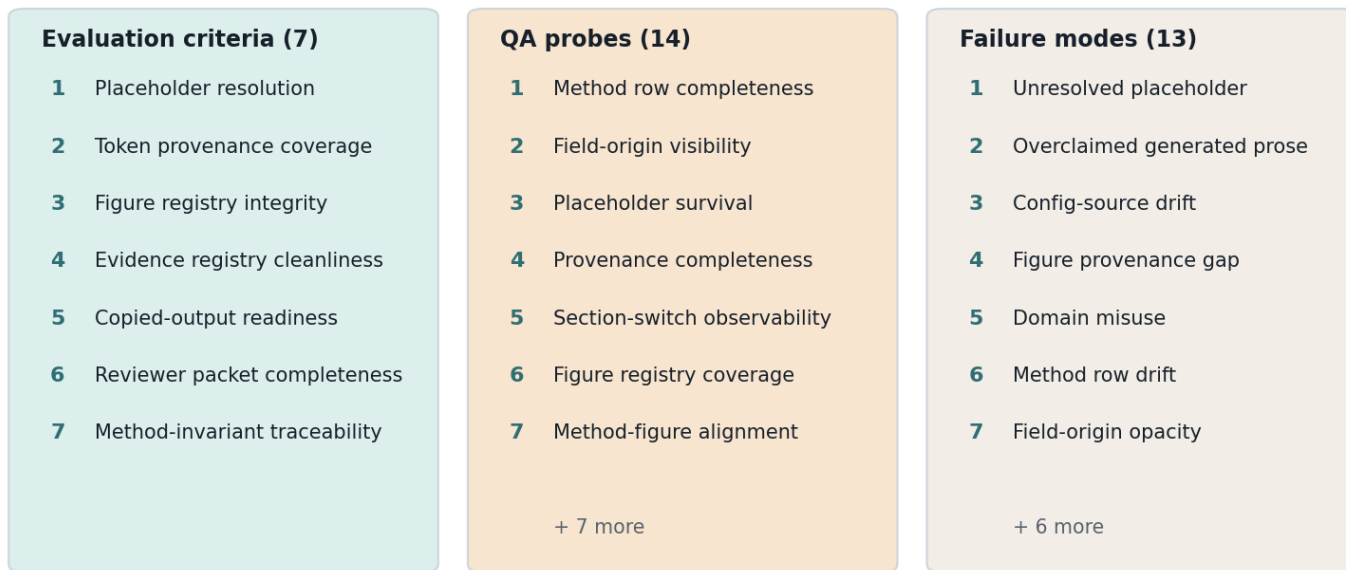 Evaluation criteria (7)
1 Placeholder resolution
2 Token provenance coverage
3 Figure registry integrity
4 Evidence registry cleanliness
5 Copied-output readiness
6 Reviewer packet completeness
7 Method-invariant traceability
QA probes (14)
1 Method row completeness
2 Field-origin visibility
3 Placeholder survival
4 Provenance completeness
5 Section-switch observability
6 Figure registry coverage
7 Method-figure alignment
+ 7 more
Failure modes (13)
1 Unresolved placeholder
2 Overclaimed generated prose
3 Config-source drift
4 Figure provenance gap
5 Domain misuse
6 Method row drift
7 Field-origin opacity
+ 6 more